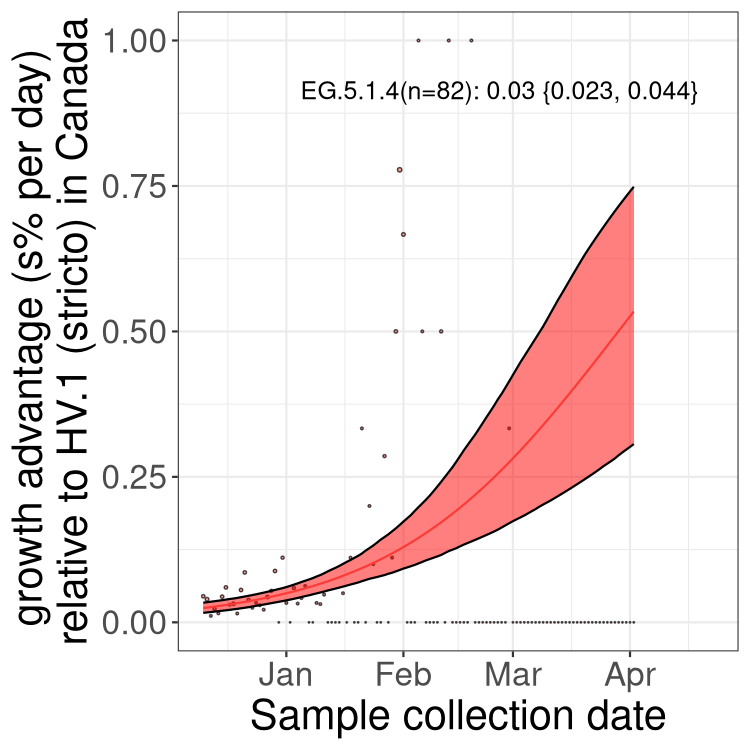 growth advantage (s% per day)
relative to HV.1 (stricto) in Canada
1.00
0.75
0.50
0.25
0.00
EG.5.1.4(n=82): 0.03 {0.023, 0.044}
Jan Feb Mar Apr
Sample collection date